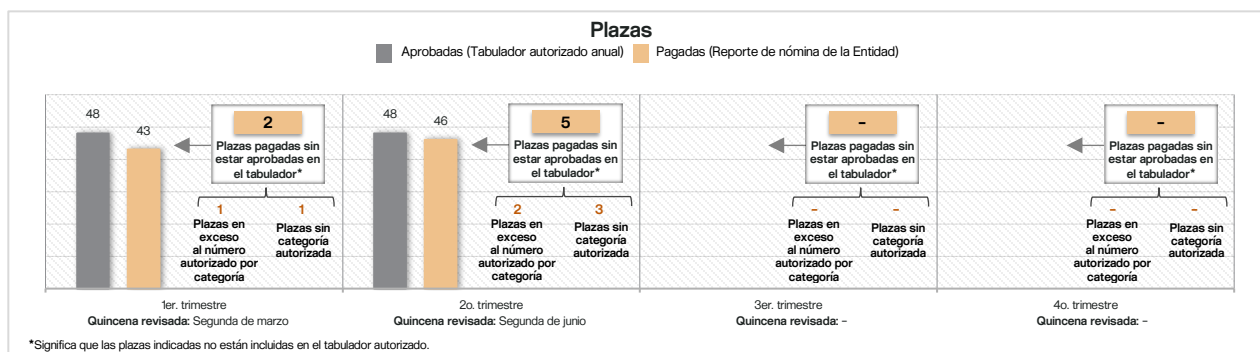 Plazas
Aprobadas (Tabulador autorizado anual) Pagadas (Reporte de nómina de la Entidad)
48
43
2
Plazas pagadas sin
estar aprobadas en
el tabulador*
1
Plazas en
exceso
al número
autorizado por
categoría
1
Plazas sin
categoría
autorizada
1er. trimestre
Quincena revisada: Segunda de marzo
48
46
5
Plazas pagadas sin
estar aprobadas en
el tabulador*
2
Plazas en
exceso
al número
autorizado por
categoría
3
Plazas sin
categoría
autorizada
2o. trimestre
Quincena revisada: Segunda de junio
-
Plazas pagadas sin
estar aprobadas en
el tabulador*
-
Plazas en
exceso
al número
autorizado por
categoría
-
Plazas sin
categoría
autorizada
3er. trimestre
Quincena revisada: -
-
Plazas pagadas sin
estar aprobadas en
el tabulador*
-
Plazas en
exceso
al número
autorizado por
categoría
-
Plazas sin
categoría
autorizada
4o. trimestre
Quincena revisada: -
*Significa que las plazas indicadas no están incluidas en el tabulador autorizado.